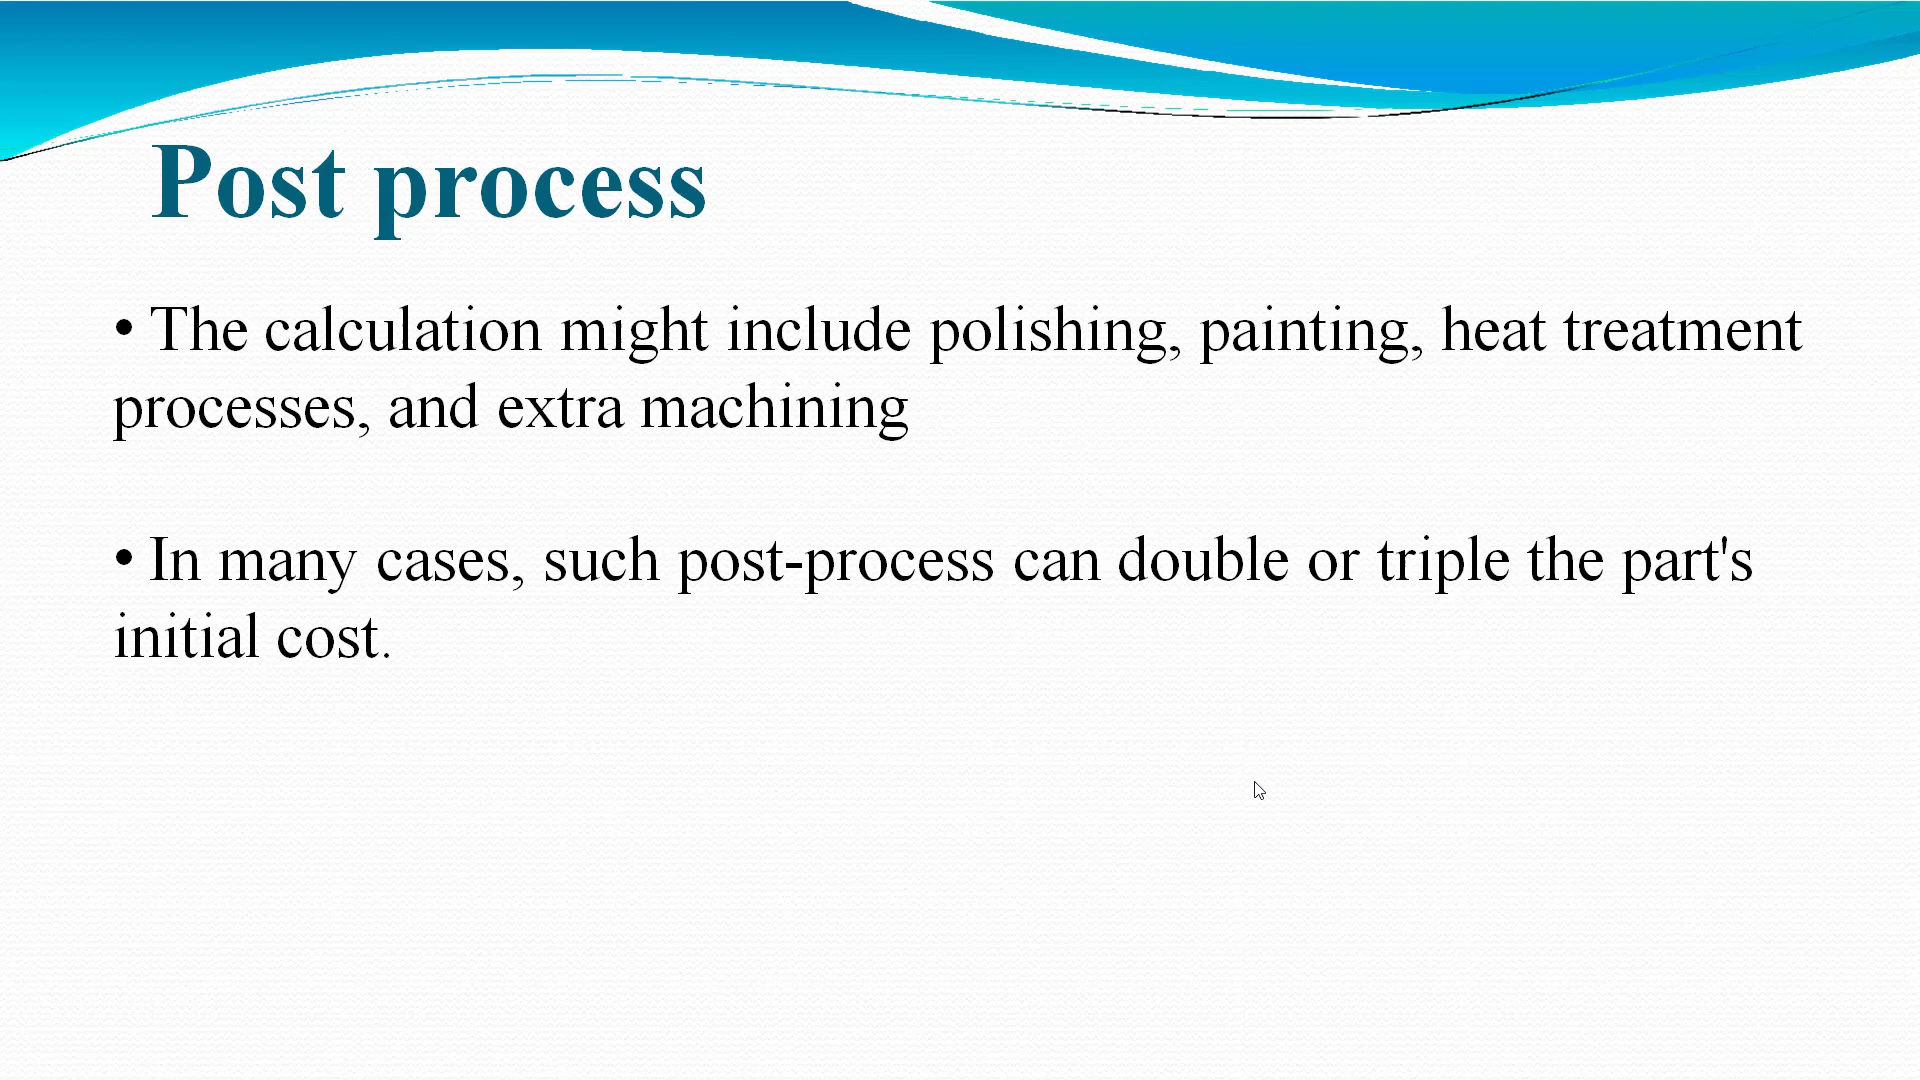 Post process
• The calculation might include polishing, painting, heat treatment
processes, and extra machining
• In many cases, such post-process can double or triple the part's
initial cost.